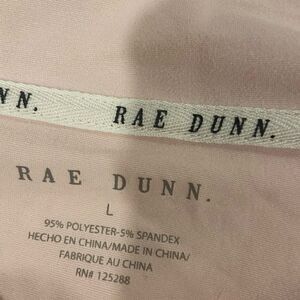 NN. RAE DUNN.
RAE DUNN.
L
95% POLYESTER-5% SPANDEX
HECHO EN CHINA/MADE IN CHINA/
FABRIQUE AU CHINA
RN# 125288